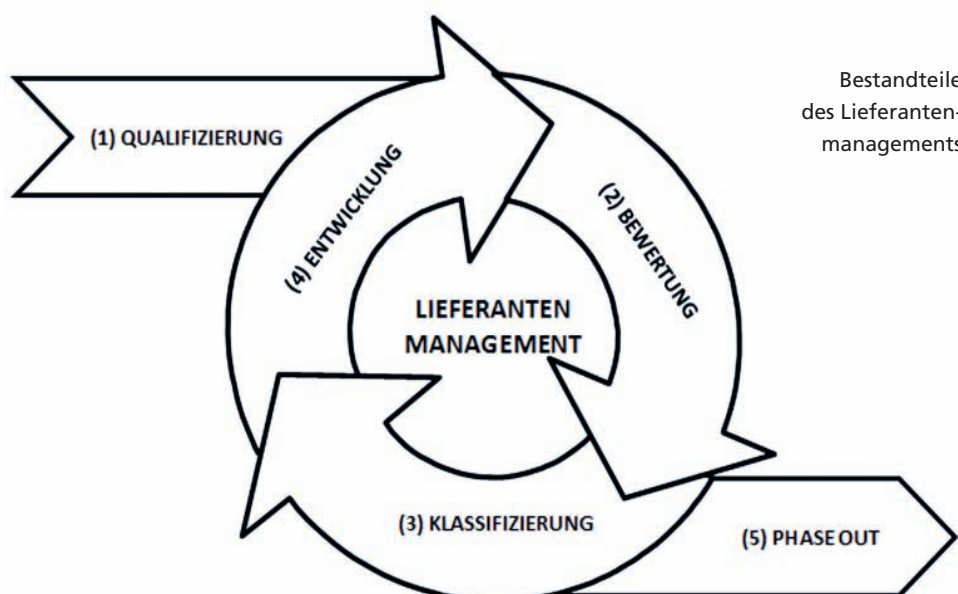 Bestandteile
des Lieferanten-
managements
(1) QUALIFIZIERUNG
(2) BEWERTUNG
(4) ENTWICKLUNG
LIEFERANTEN
MANAGEMENT
(3) KLASSIFIZIERUNG
(5) PHASE OUT